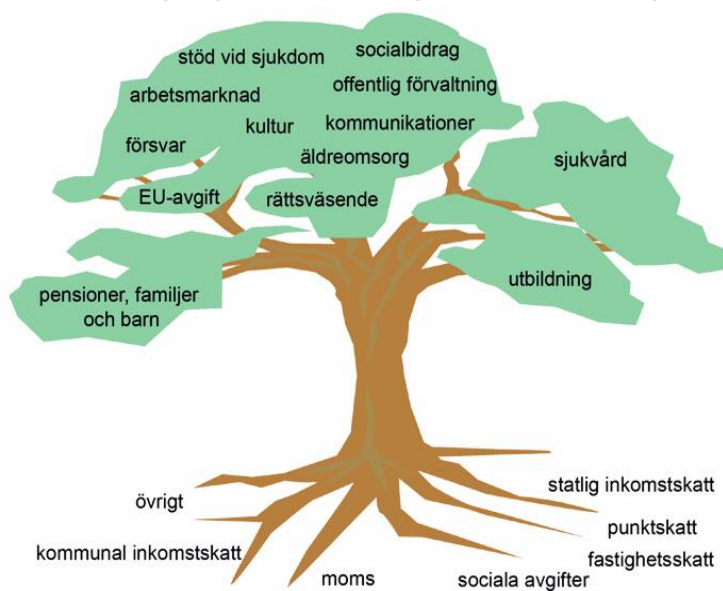 socialbidrag
stöd vid sjukdom
offentlig förvaltning
arbetsmarknad
kultur
kommunikationer
försvar
äldreomsorg
sjukvård
EU-avgift
rättsväsende
utbildning
pensioner, familjer
och barn
statlig inkomstskatt
övrigt
punktskatt
kommunal inkomstskatt
fastighetsskatt
moms
sociala avgifter